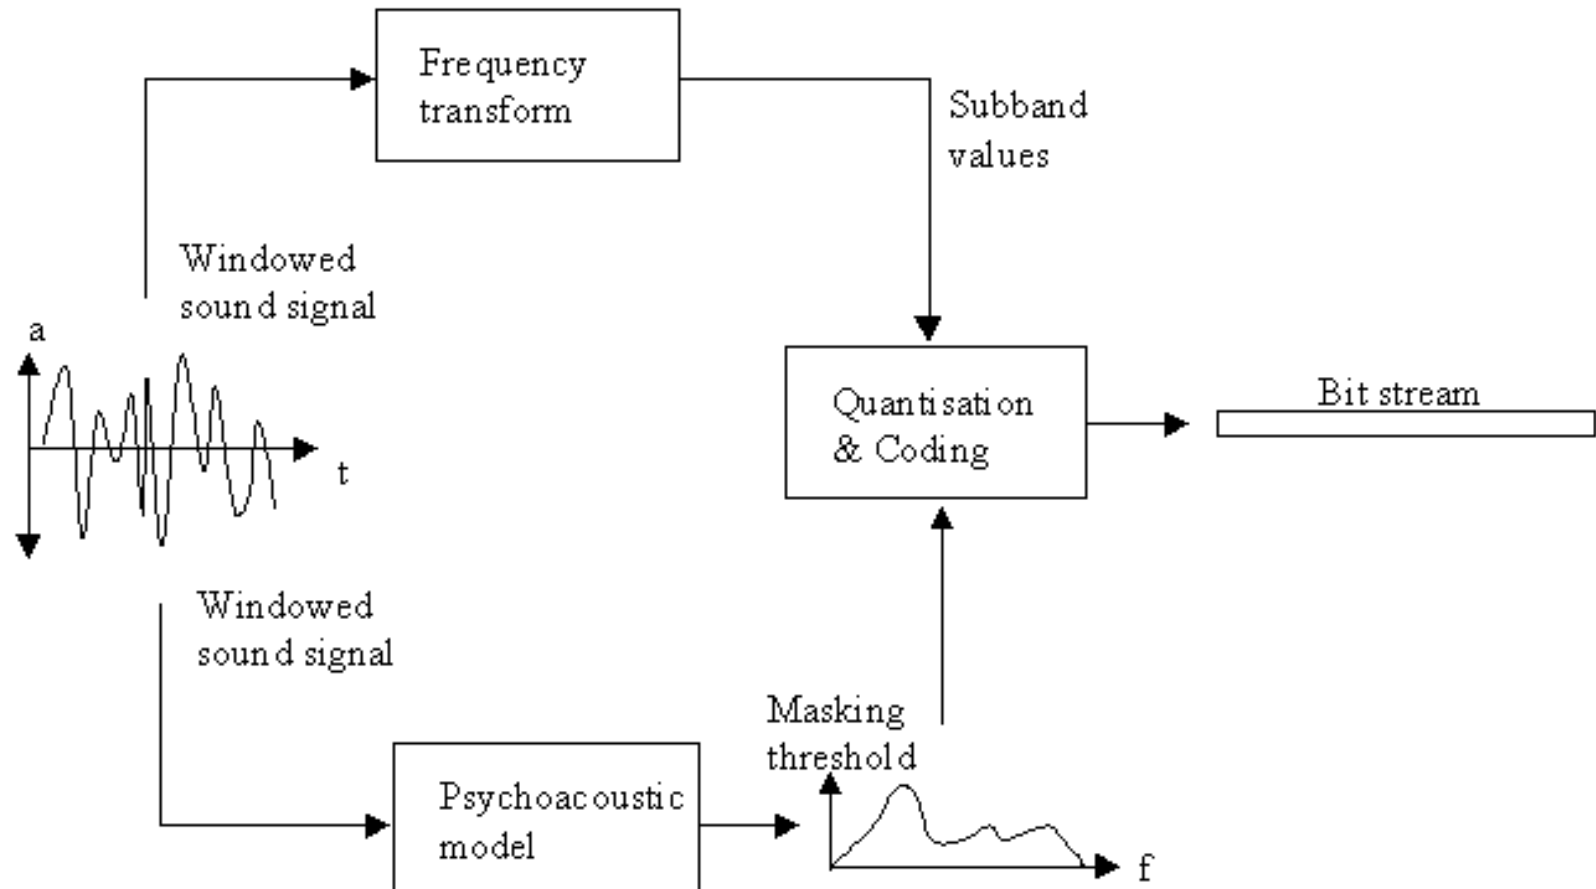 Frequency
transform
Subband
values
Windowed
sound signal
a
t
Quantisation
& Coding
Bit stream
Windowed
sound signal
Masking
threshold
Psychoacoustic
model
f